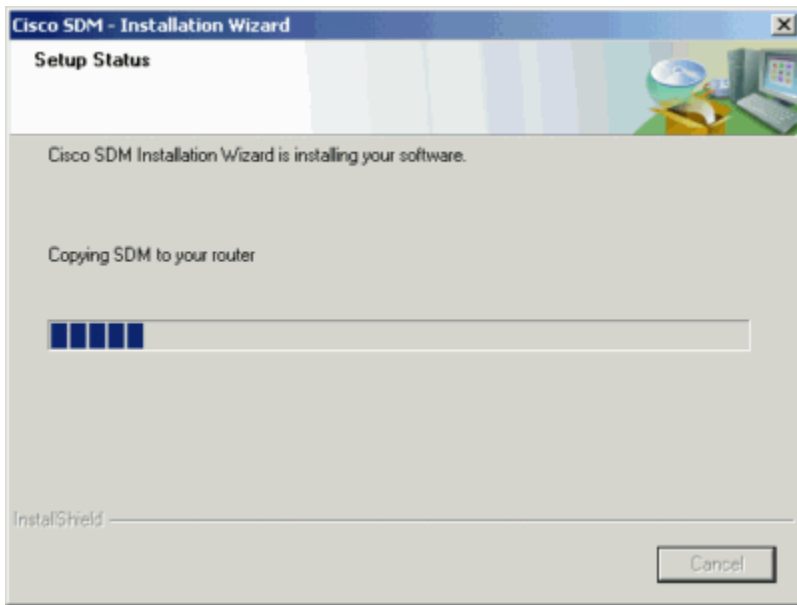 Cisco SDM - Installation Wizard
Setup Status
Cisco SDM Installation Wizard is installing your software.
Copying SDM to your router
InstallShield
Cancel